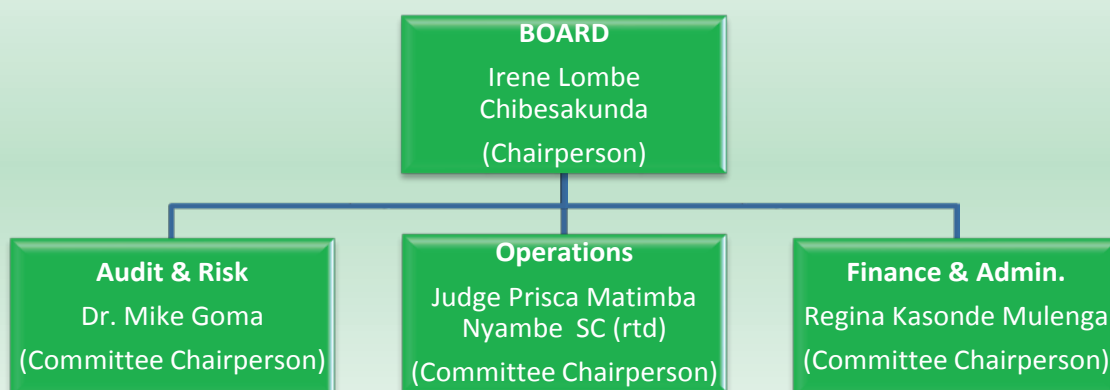 BOARD
Irene Lombe
Chibesakunda
(Chairperson)
Audit & Risk
Dr. Mike Goma
(Committee Chairperson)
Operations
Judge Prisca Matimba
Nyambe SC (rtd)
(Committee Chairperson)
Finance & Admin.
Regina Kasonde Mulenga
(Committee Chairperson)